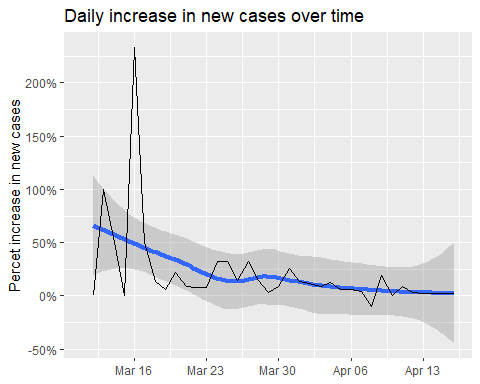 Daily increase in new cases over time
Percet increase in new cases
200%
150%
100%
50%
0%
-50%
Mar 16 Mar 23 Mar 30 Apr 06 Apr 13